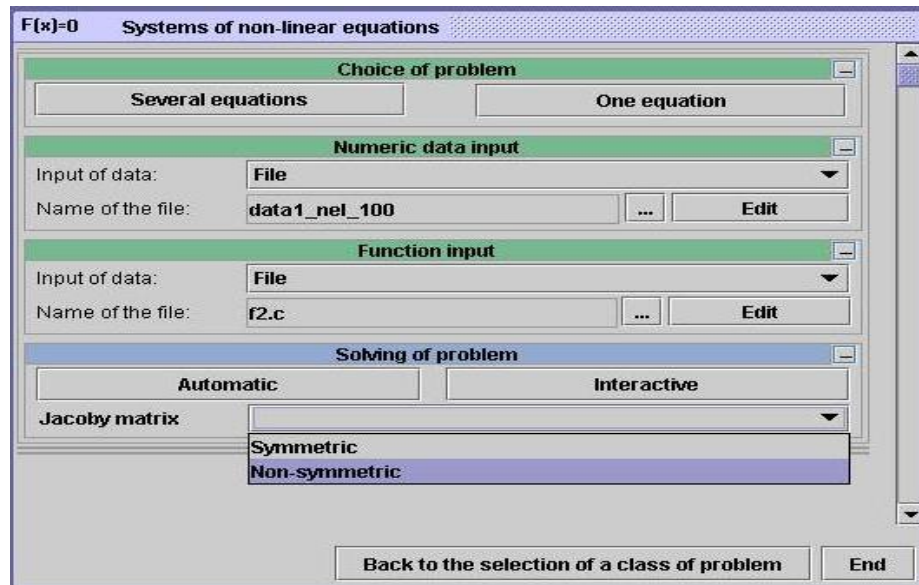 F(x)=0 Systems of non-linear equations
Choice of problem
Several equations One equation
Numeric data input
Input of data: File
Name of the file: data1_nel_100 ... Edit
Function input
Input of data: File
Name of the file: f2.c ... Edit
Solving of problem
Automatic Interactive
Jacoby matrix
Symmetric
Non-symmetric
Back to the selection of a class of problem End